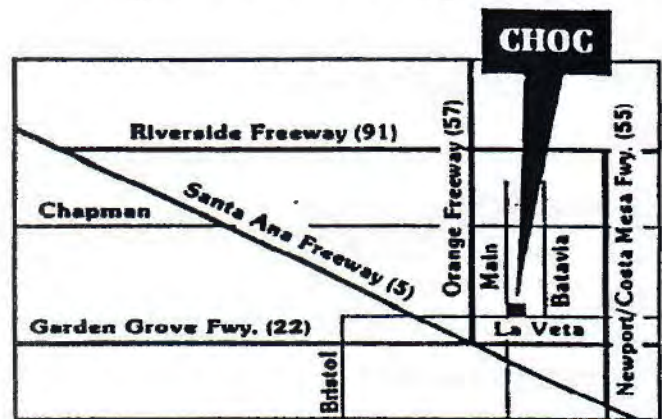 CHOC
Riverside Freeway (91)
Orange Freeway (57)
Newport/Costa Mesa Fwy. (55)
Chapman
Santa Ana Freeway (5)
Main
Batavia
Garden Grove Fwy. (22)
La Veta
Bristol